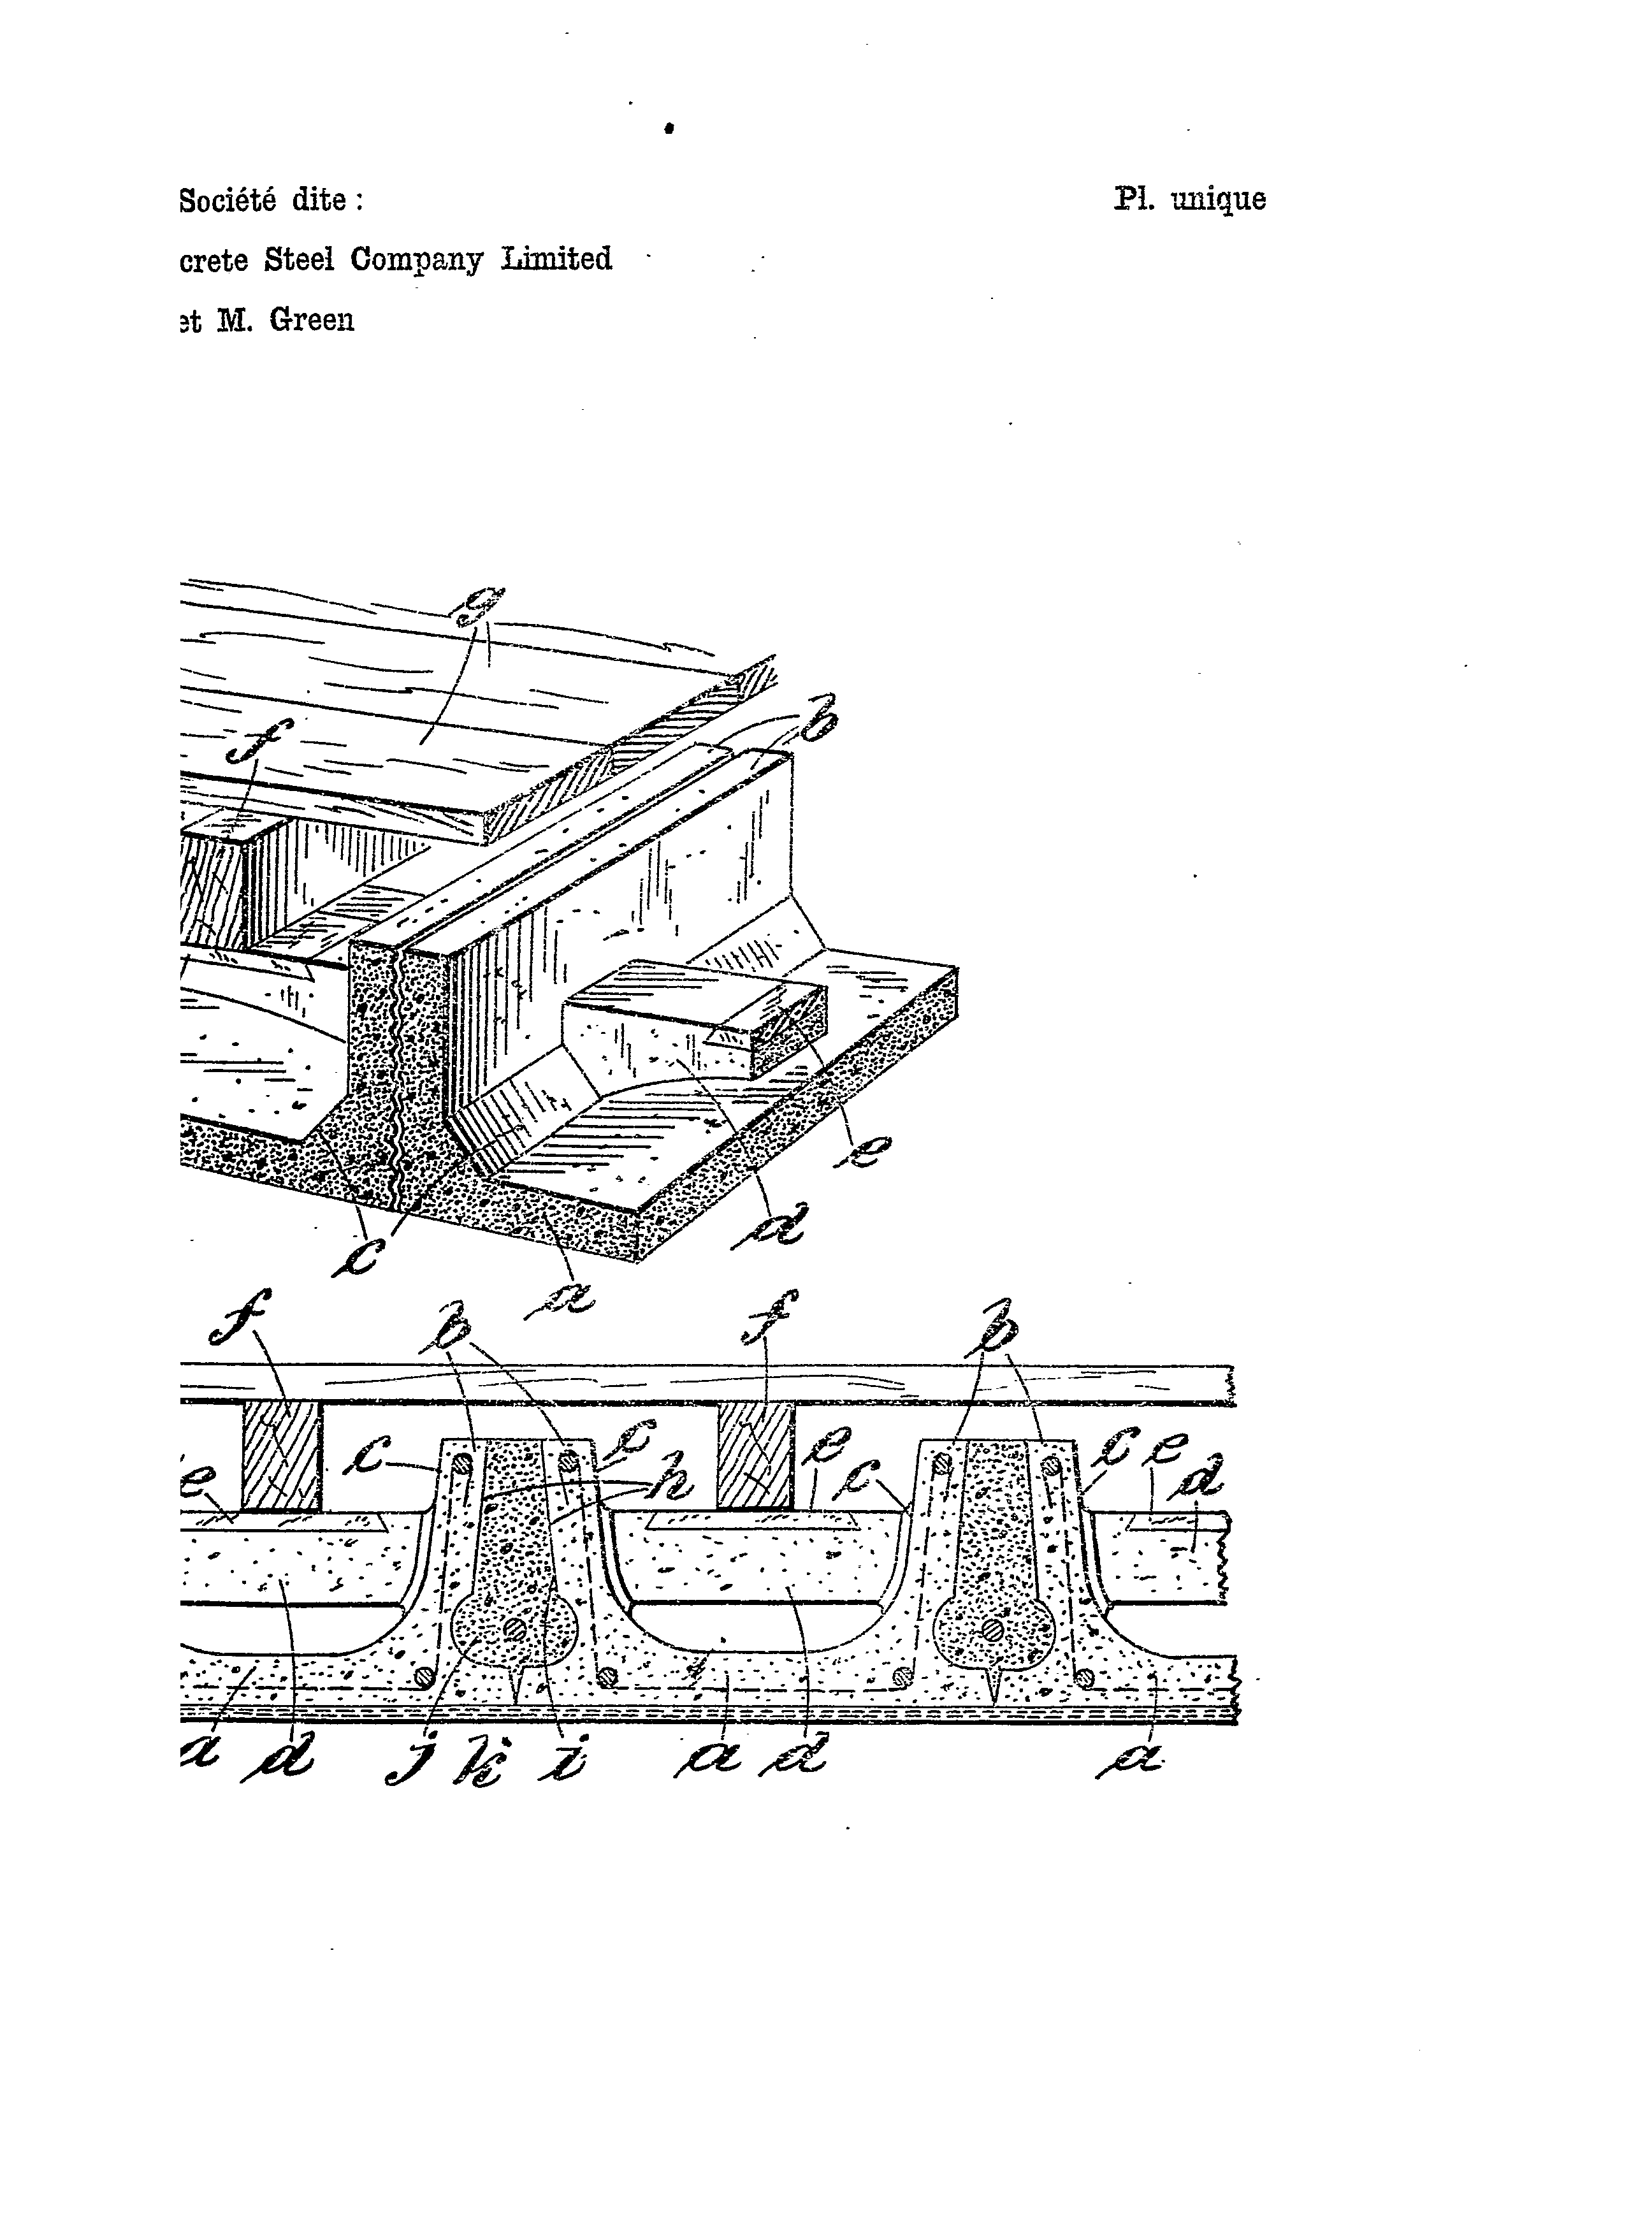 Société dite :
Pl. unique
crete Steel Company Limited
et M. Green
g
b
f
e
d
c
a
f
b
f
b
c
c
e
c
c
e
d
e
h
a
d
j
k
i
a
d
a